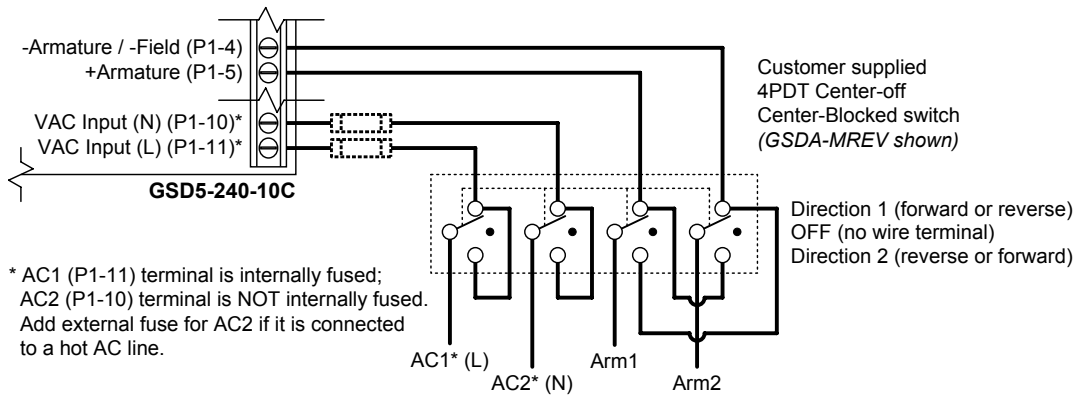 -Armature / -Field (P1-4)
+Armature (P1-5)
VAC Input (N) (P1-10)*
VAC Input (L) (P1-11)*
GSD5-240-10C
Customer supplied
4PDT Center-off
Center-Blocked switch
(GSDA-MREV shown)
Direction 1 (forward or reverse)
OFF (no wire terminal)
Direction 2 (reverse or forward)
* AC1 (P1-11) terminal is internally fused;
AC2 (P1-10) terminal is NOT internally fused.
Add external fuse for AC2 if it is connected
to a hot AC line.
AC1* (L)
AC2* (N)
Arm1
Arm2